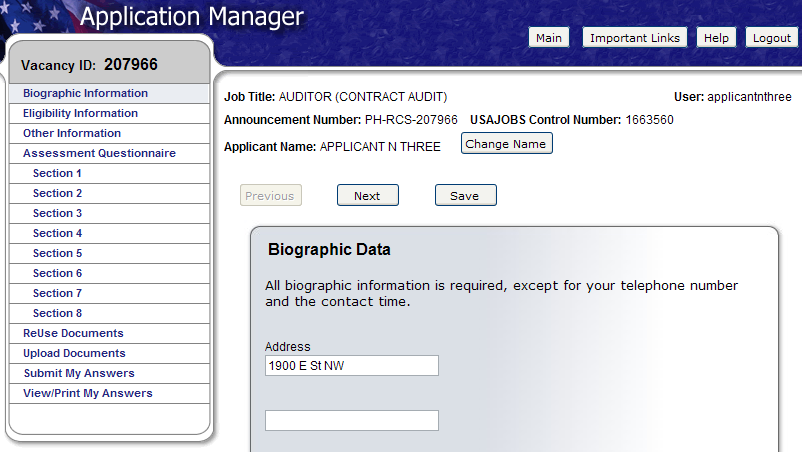 Application Manager
Main Important Links Help Logout
Vacancy ID: 207966
Biographic Information
Eligibility Information
Other Information
Assessment Questionnaire
Section 1
Section 2
Section 3
Section 4
Section 5
Section 6
Section 7
Section 8
ReUse Documents
Upload Documents
Submit My Answers
View/Print My Answers
Job Title: AUDITOR (CONTRACT AUDIT) User: applicantnthree
Announcement Number: PH-RCS-207966 USAJOBS Control Number: 1663560
Applicant Name: APPLICANT N THREE Change Name
Previous Next Save
Biographic Data
All biographic information is required, except for your telephone number
and the contact time.
Address
1900 E St NW